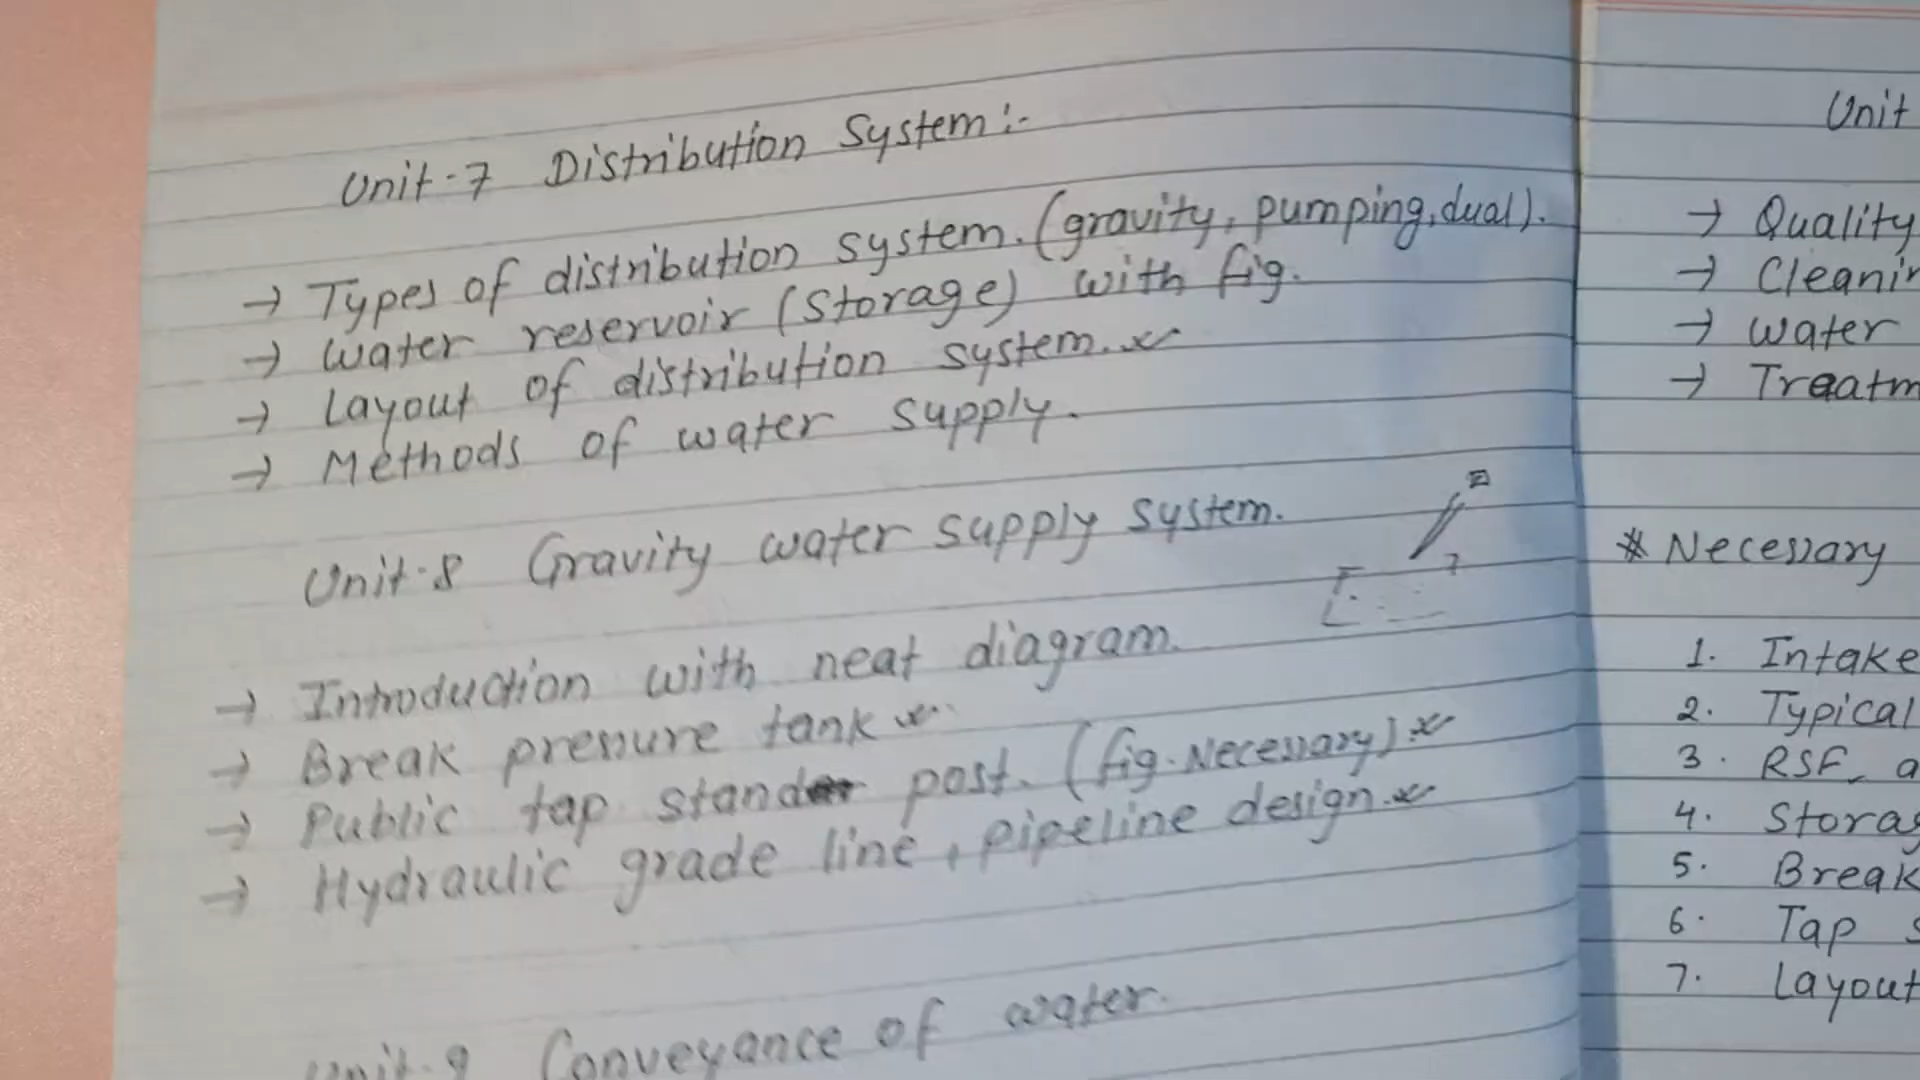 Unit-7 Distribution System:-
→ Types of distribution system. (gravity, pumping, dual).
→ Water reservoir (Storage) with fig.
→ Layout of distribution system.
→ Methods of water supply.
Unit-8 Gravity water supply system.
→ Introduction with neat diagram.
→ Break pressure tank
→ Public tap stand post. (fig. Necessary)
→ Hydraulic grade line, pipeline design.
Unit-9 Conveyance of water.
Unit
→ Quality
→
→ Water
→
* Necessary
1. Intake
2. Typical
3. RSF
4.
5. Break
6. Tap
7. Layout